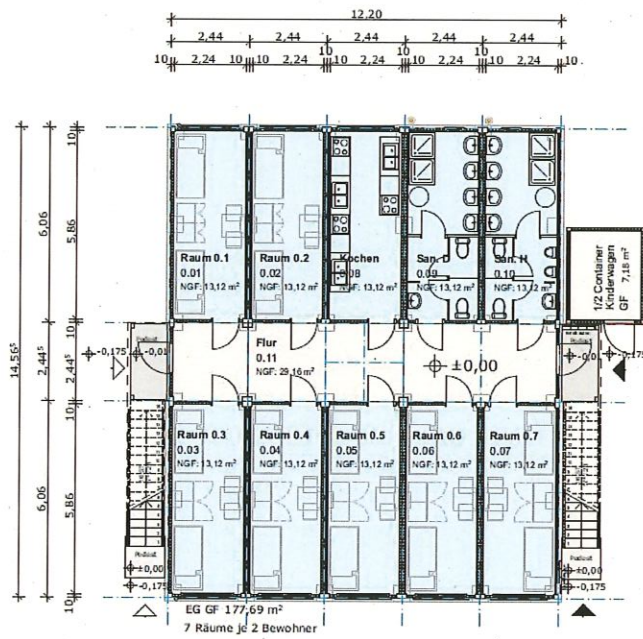 12,20
2,44 2,44 2,44 2,44 2,44
10 10 10 10
10 2,24 10 10 2,24 10 10 2,24 10 10 2,24 10 10 2,24 10
10
6,06
5,86
10
2,44⁵
2,44⁵
10
14,56⁵
10
6,06
5,86
10
Raum 0.1
0.01
NGF: 13,12 m²
Raum 0.2
0.02
NGF: 13,12 m²
Kochen
0.08
NGF: 13,12 m²
San. D
0.09
NGF: 13,12 m²
San. H
0.10
NGF: 13,12 m²
1/2 Container
Kinderwagen
GF 7,18 m²
Podest
-0,175
-0,01
Flur
0.11
NGF: 29,16 m²
±0,00
Raum 0.3
0.03
NGF: 13,12 m²
Raum 0.4
0.04
NGF: 13,12 m²
Raum 0.5
0.05
NGF: 13,12 m²
Raum 0.6
0.06
NGF: 13,12 m²
Raum 0.7
0.07
NGF: 13,12 m²
Podest
±0,00
-0,175
Podest
±0,00
-0,175
EG GF 177,69 m²
7 Räume je 2 Bewohner